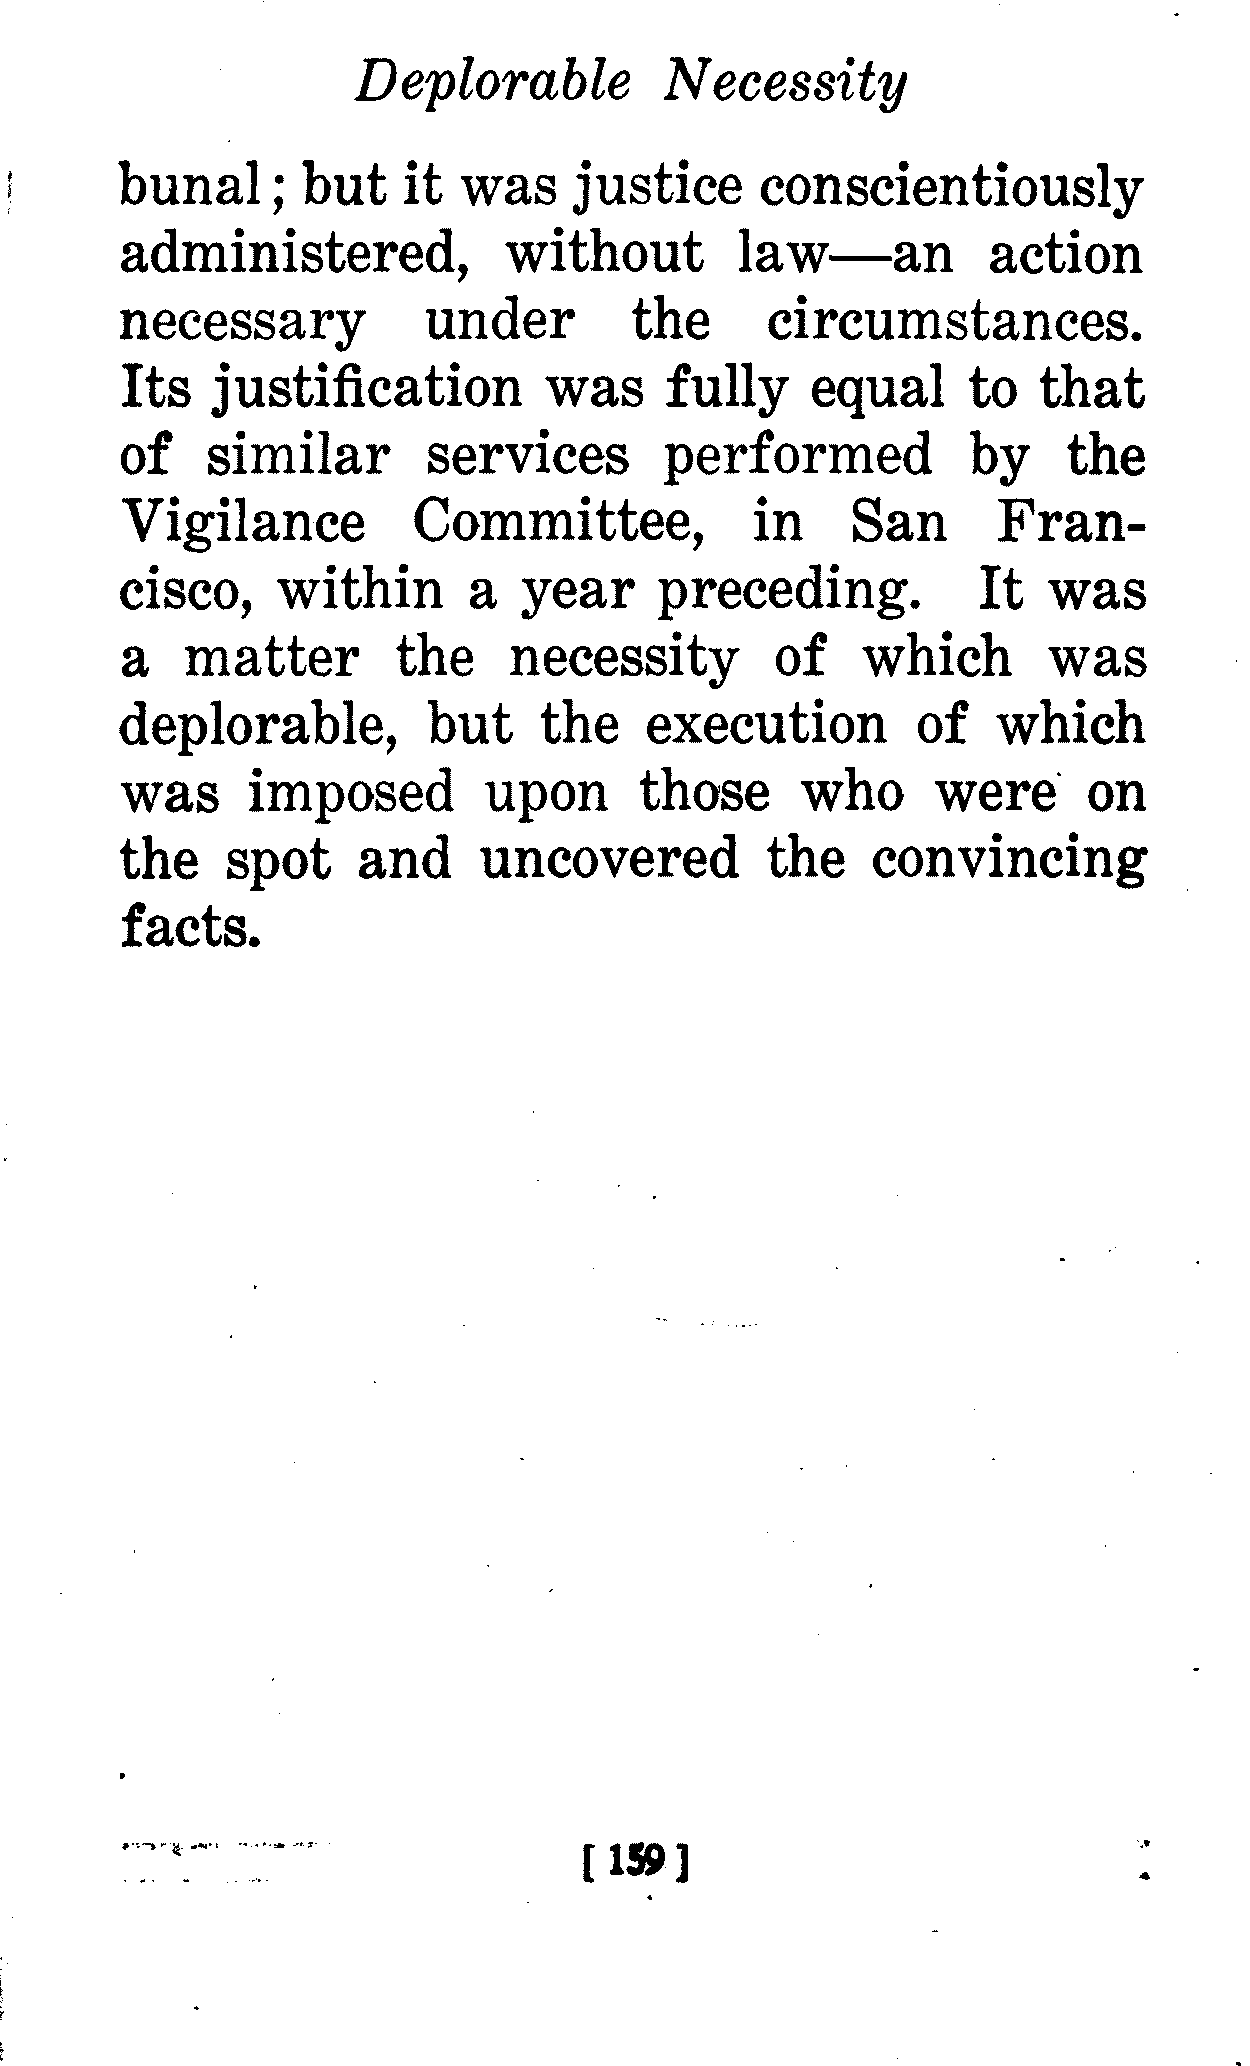 Deplorable Necessity
bunal; but it was justice conscientiously
administered, without law—an action
necessary under the circumstances.
Its justification was fully equal to that
of similar services performed by the
Vigilance Committee, in San Fran-
cisco, within a year preceding. It was
a matter the necessity of which was
deplorable, but the execution of which
was imposed upon those who were on
the spot and uncovered the convincing
facts.
[ 159 ]